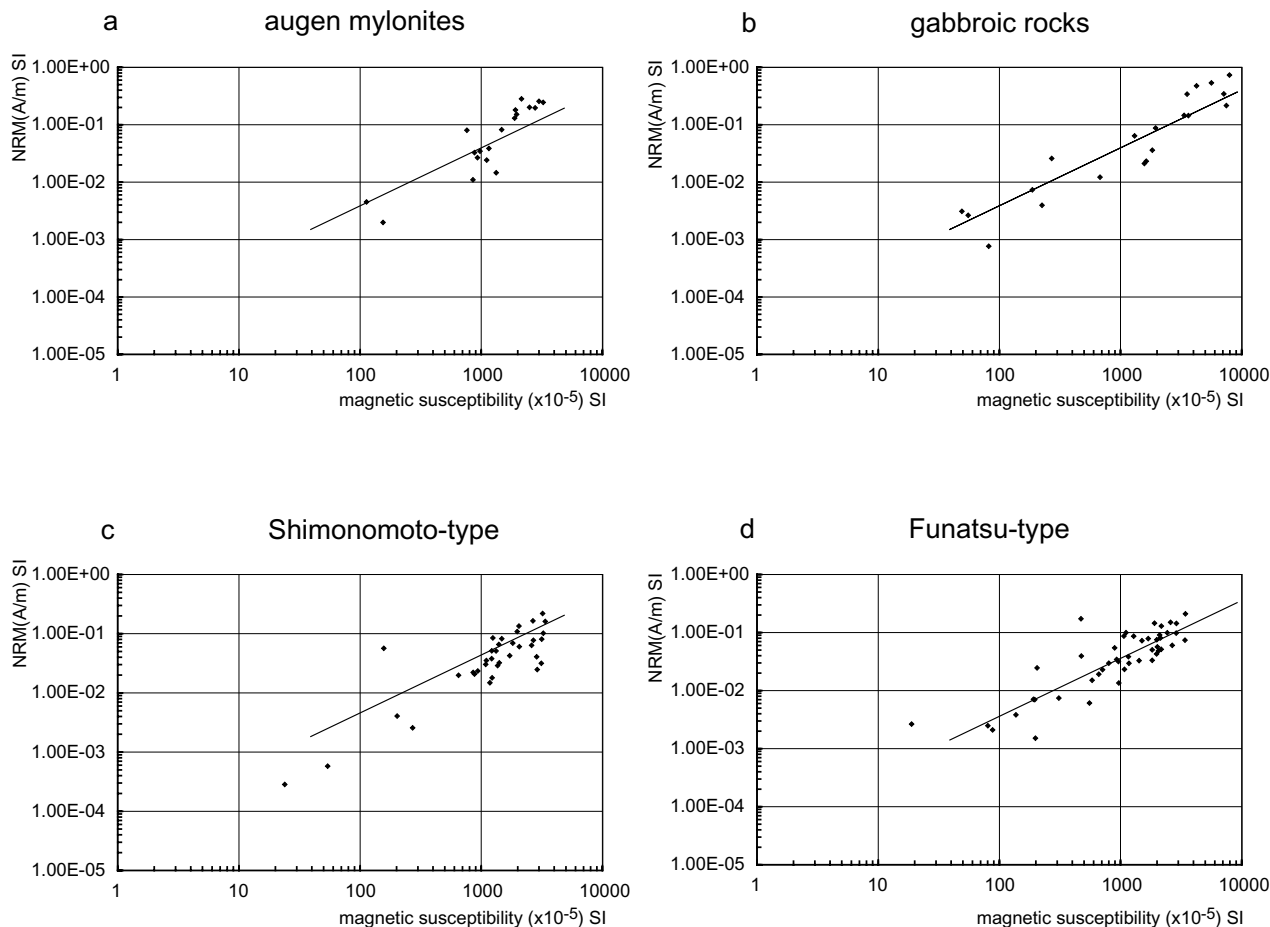 a augen mylonites
NRM(A/m) SI
1.00E+00
1.00E-01
1.00E-02
1.00E-03
1.00E-04
1.00E-05
1 10 100 1000 10000
magnetic susceptibility (x10-5) SI
b gabbroic rocks
NRM(A/m) SI
1.00E+00
1.00E-01
1.00E-02
1.00E-03
1.00E-04
1.00E-05
1 10 100 1000 10000
magnetic susceptibility (x10-5) SI
c Shimonomoto-type
NRM(A/m) SI
1.00E+00
1.00E-01
1.00E-02
1.00E-03
1.00E-04
1.00E-05
1 10 100 1000 10000
magnetic susceptibility (x10-5) SI
d Funatsu-type
NRM(A/m) SI
1.00E+00
1.00E-01
1.00E-02
1.00E-03
1.00E-04
1.00E-05
1 10 100 1000 10000
magnetic susceptibility (x10-5) SI